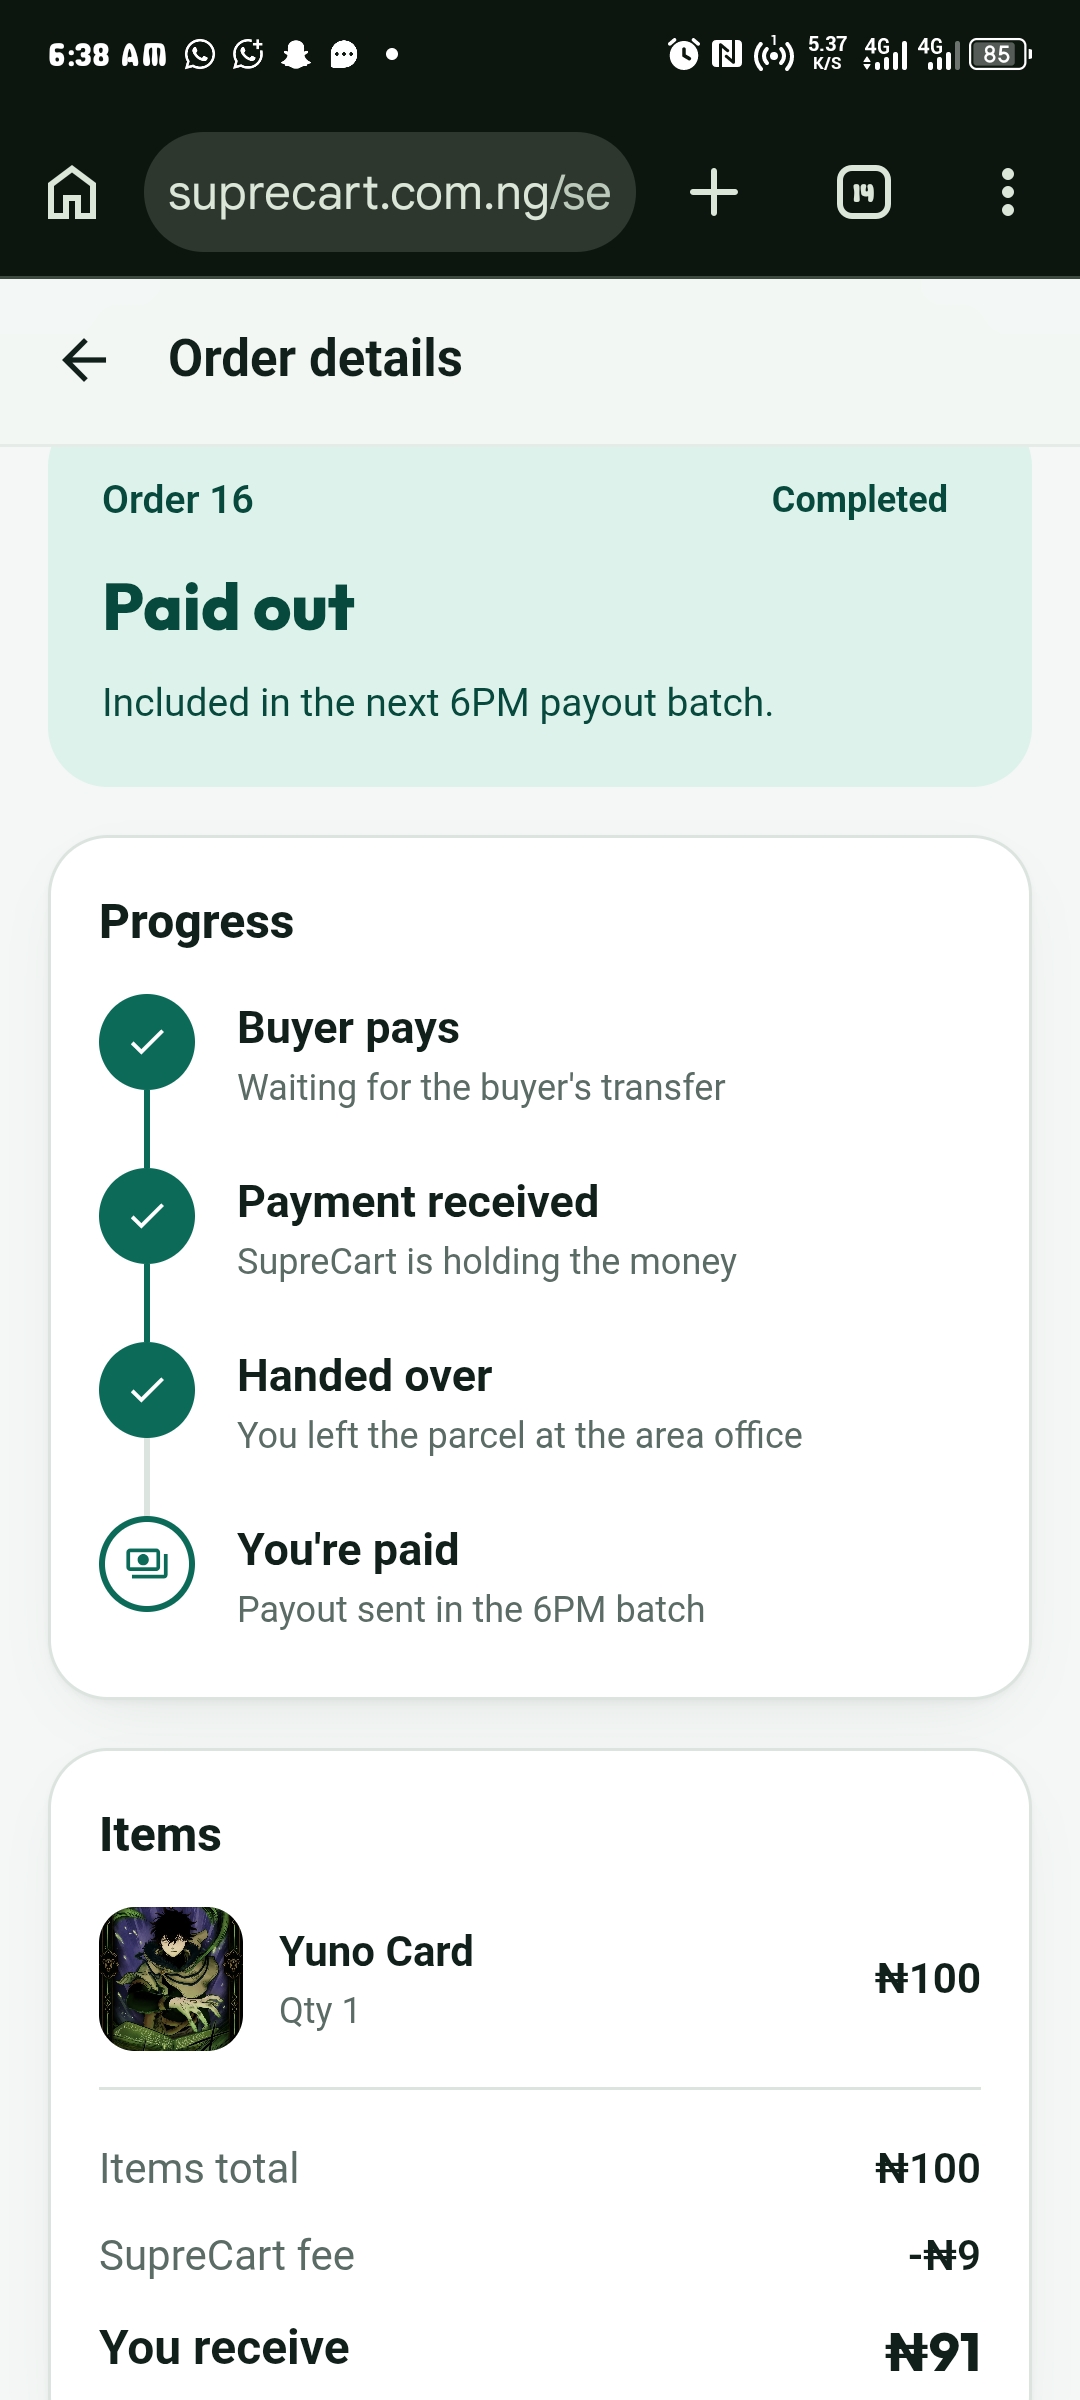 6:38 AM
1
5.37
K/S
4G
4G
85
suprecart.com.ng/se
14
Order details
Order 16
Completed
Paid out
Included in the next 6PM payout batch.
Progress
Buyer pays
Waiting for the buyer's transfer
Payment received
SupreCart is holding the money
Handed over
You left the parcel at the area office
You're paid
Payout sent in the 6PM batch
Items
Yuno Card
Qty 1
₦100
Items total
₦100
SupreCart fee
-₦9
You receive
₦91